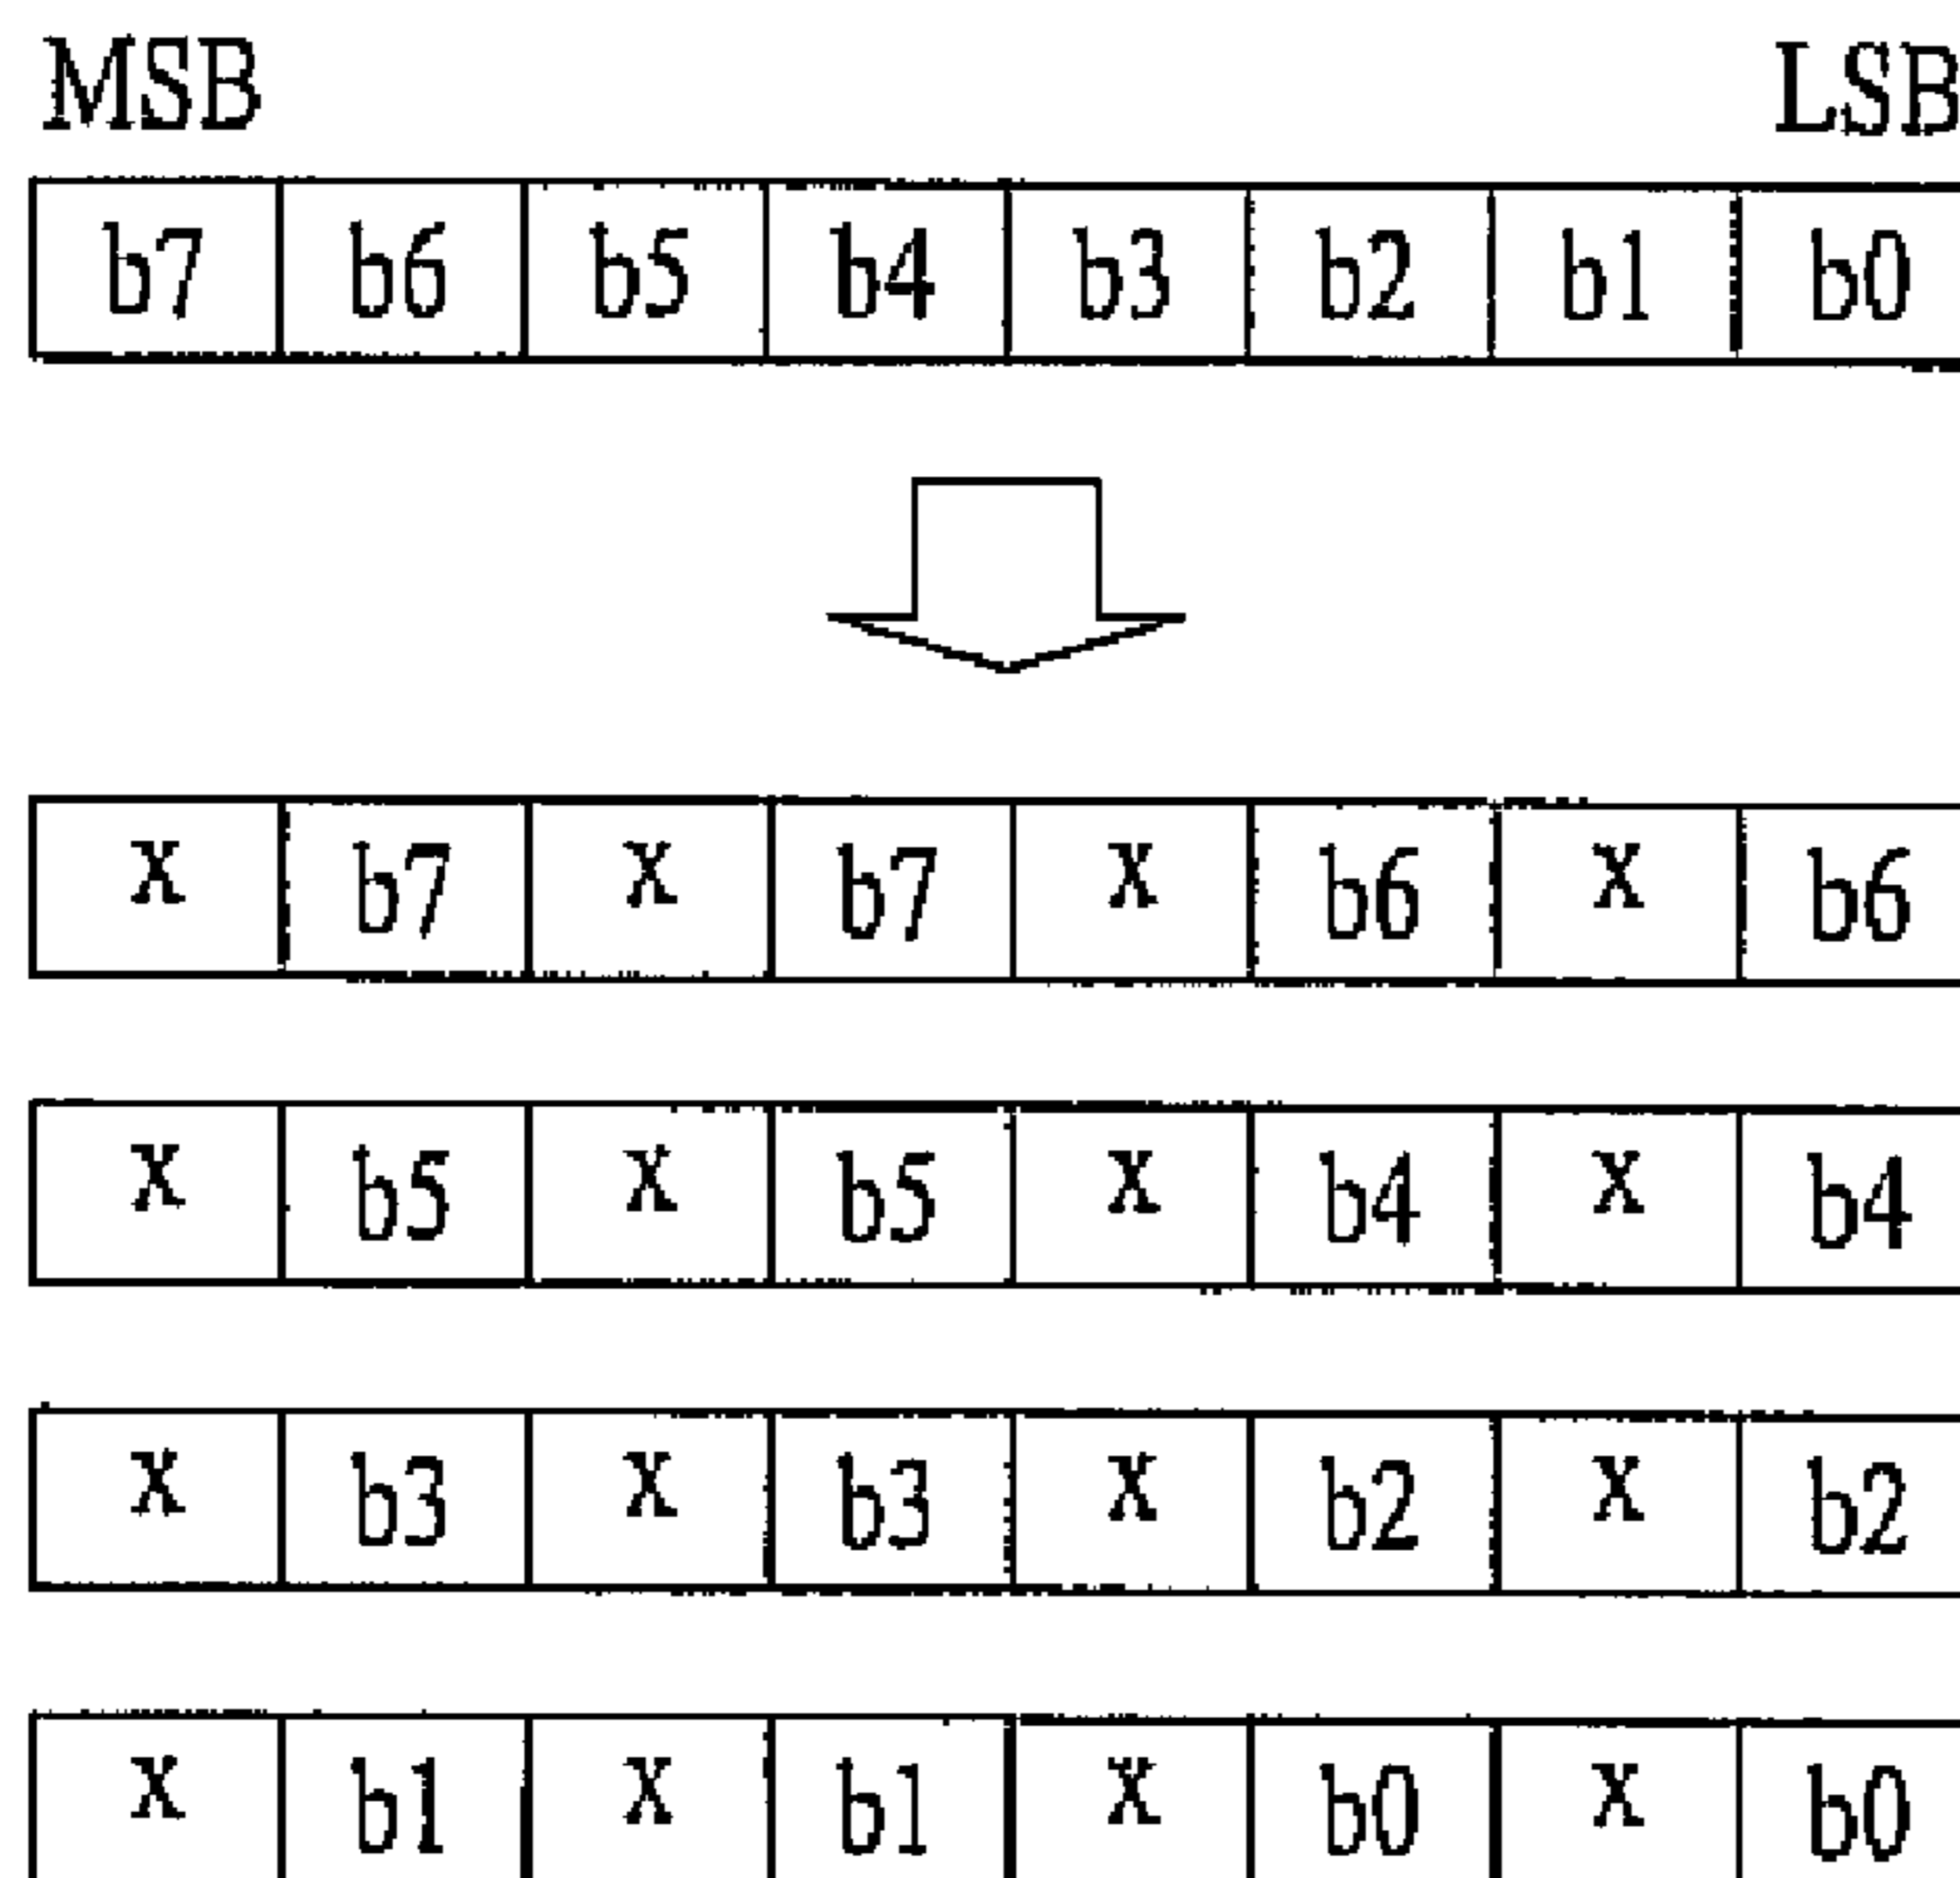 MSB LSB
b7 b6 b5 b4 b3 b2 b1 b0
x b7 x b7 x b6 x b6
x b5 x b5 x b4 x b4
x b3 x b3 x b2 x b2
x b1 x b1 x b0 x b0